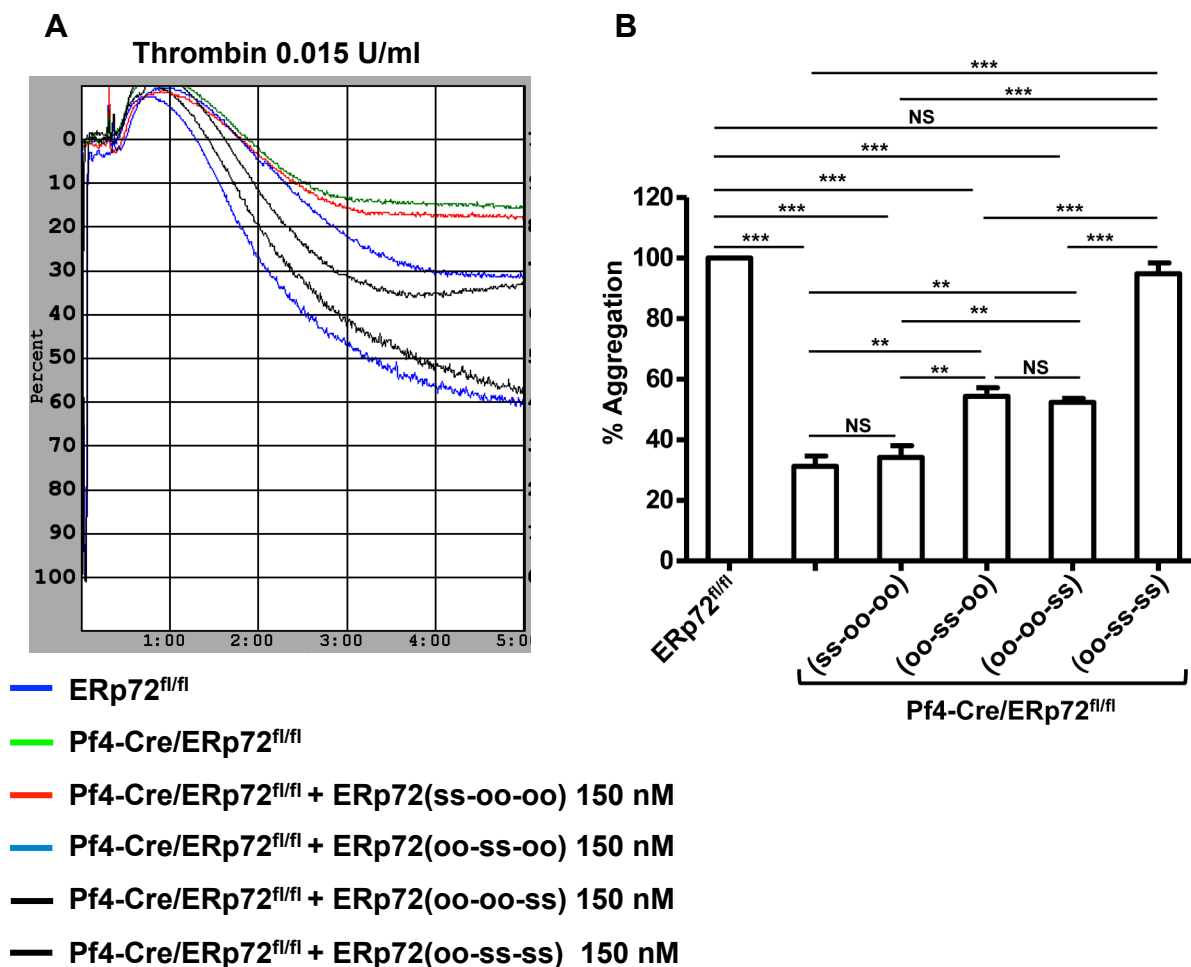 A
Thrombin 0.015 U/ml
0
10
20
30
40
50
60
70
80
90
100
Percent
1:00
2:00
3:00
4:00
5:00
ERp72fl/fl
Pf4-Cre/ERp72fl/fl
Pf4-Cre/ERp72fl/fl + ERp72(ss-oo-oo) 150 nM
Pf4-Cre/ERp72fl/fl + ERp72(oo-ss-oo) 150 nM
Pf4-Cre/ERp72fl/fl + ERp72(oo-oo-ss) 150 nM
Pf4-Cre/ERp72fl/fl + ERp72(oo-ss-ss) 150 nM
B
***
***
NS
***
***
***
***
***
***
**
**
**
**
NS
NS
120
100
80
60
40
20
0
% Aggregation
ERp72fl/fl
(ss-oo-oo)
(oo-ss-oo)
(oo-oo-ss)
(oo-ss-ss)
Pf4-Cre/ERp72fl/fl